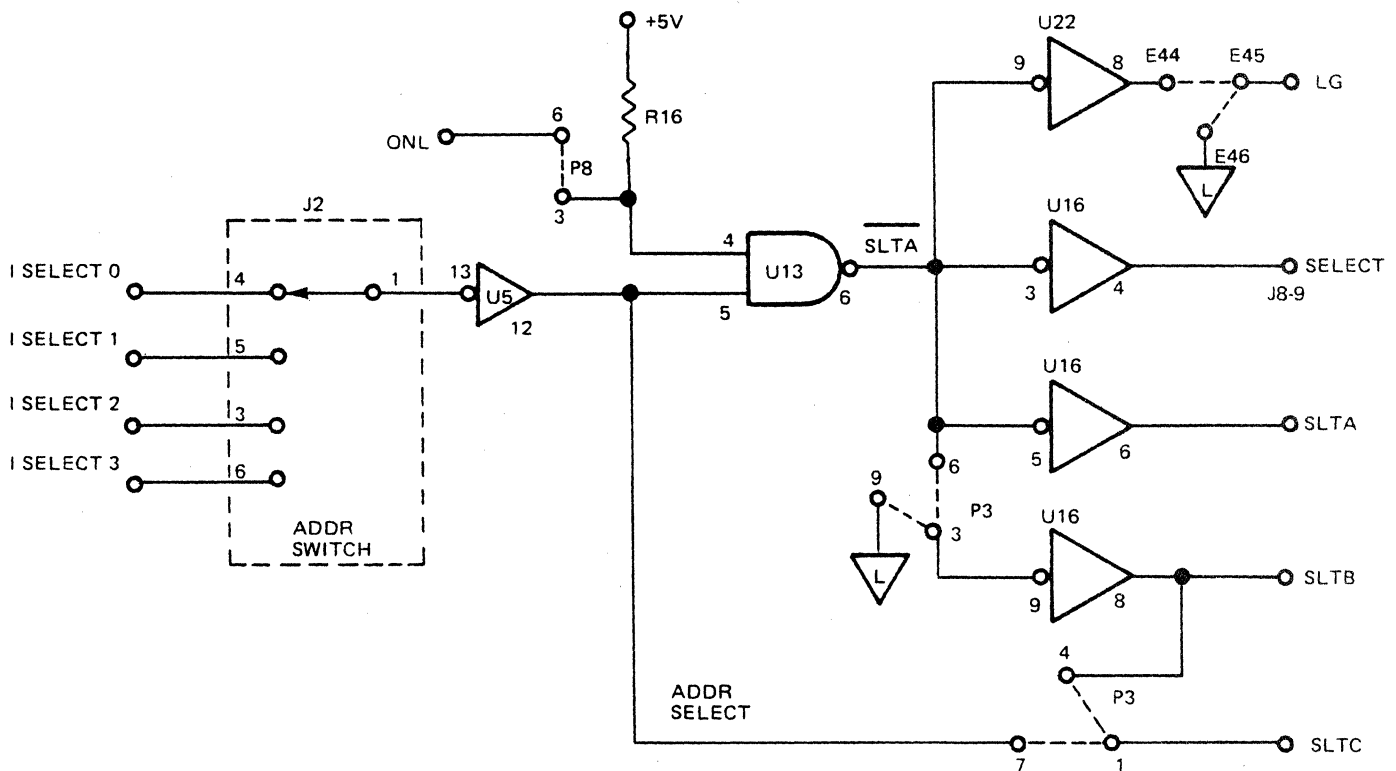 +5V
U22
9
8
E44
E45
LG
R16
6
ONL
P8
3
E46
L
J2
4
U13
6
5
SLTA
U16
3
4
SELECT
J8-9
I SELECT 0
4
1
13
U5
12
I SELECT 1
5
I SELECT 2
3
I SELECT 3
6
ADDR
SWITCH
U16
5
6
SLTA
6
9
P3
3
L
U16
9
8
SLTB
4
P3
ADDR
SELECT
7
1
SLTC